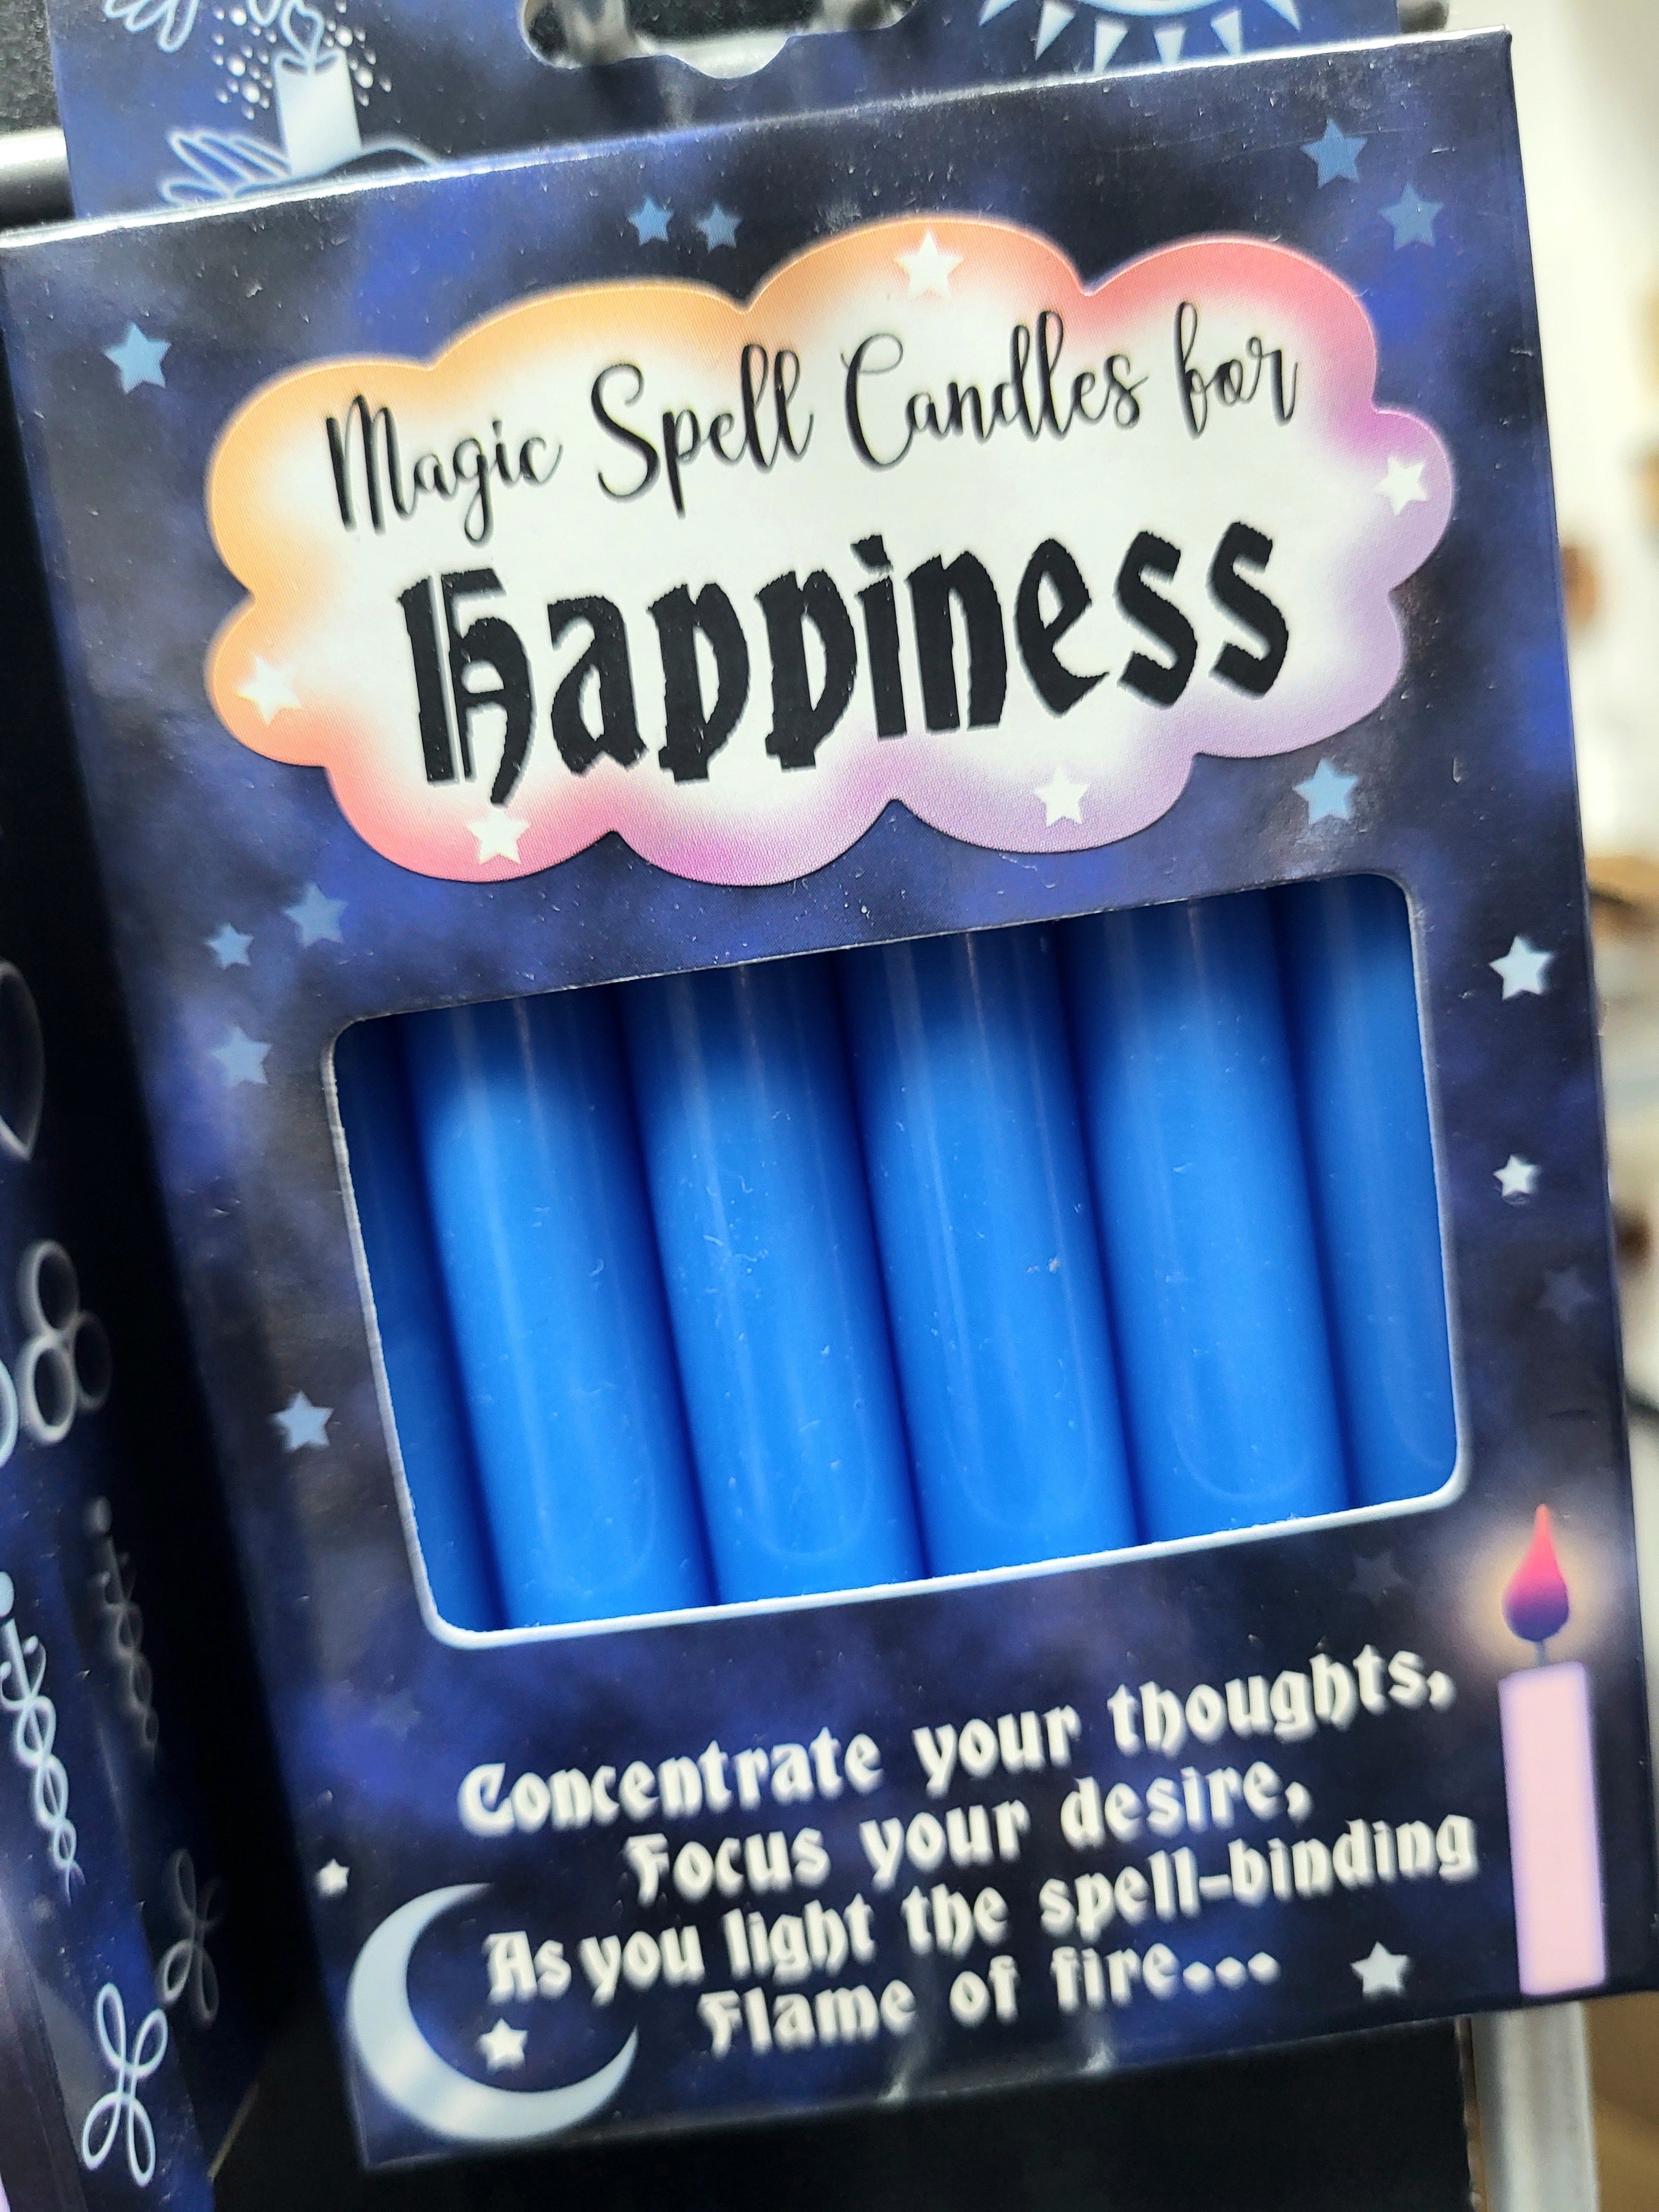 Magic Spell Candles for
Happiness
Concentrate your thoughts,
Focus your desire,
As you light the spell-binding
Flame of fire...